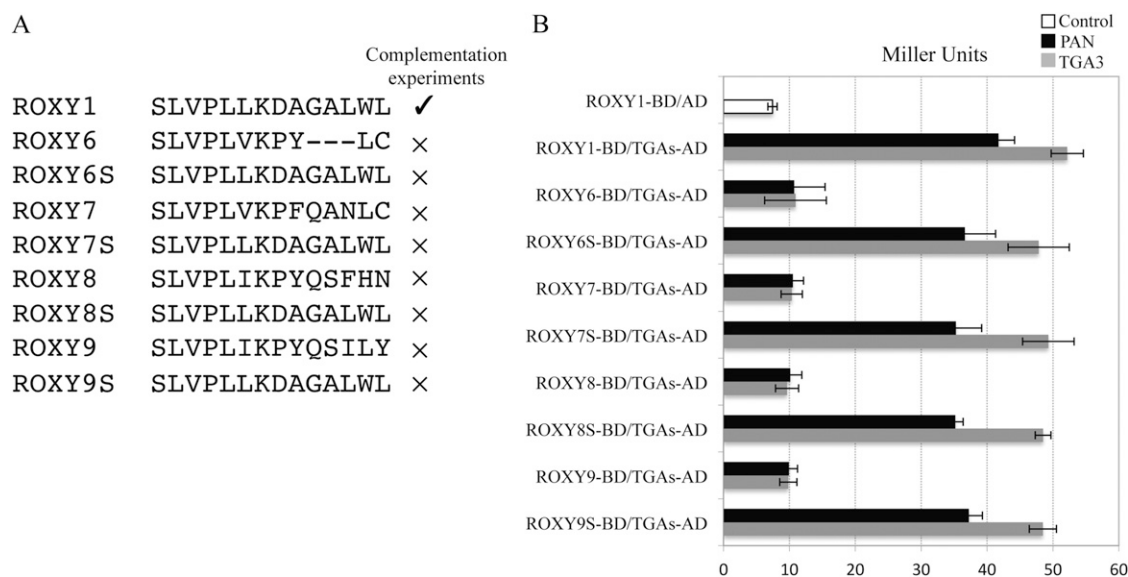 A
Complementation
experiments
ROXY1 SLVPLLKDAGALWL ✓
ROXY6 SLVPLVKPY---LC ×
ROXY6S SLVPLLKDAGALWL ×
ROXY7 SLVPLVKPFQANLC ×
ROXY7S SLVPLLKDAGALWL ×
ROXY8 SLVPLIKPYQSFHN ×
ROXY8S SLVPLLKDAGALWL ×
ROXY9 SLVPLIKPYQSILY ×
ROXY9S SLVPLLKDAGALWL ×
B
Control
PAN
TGA3
Miller Units
ROXY1-BD/AD
ROXY1-BD/TGAs-AD
ROXY6-BD/TGAs-AD
ROXY6S-BD/TGAs-AD
ROXY7-BD/TGAs-AD
ROXY7S-BD/TGAs-AD
ROXY8-BD/TGAs-AD
ROXY8S-BD/TGAs-AD
ROXY9-BD/TGAs-AD
ROXY9S-BD/TGAs-AD
0 10 20 30 40 50 60